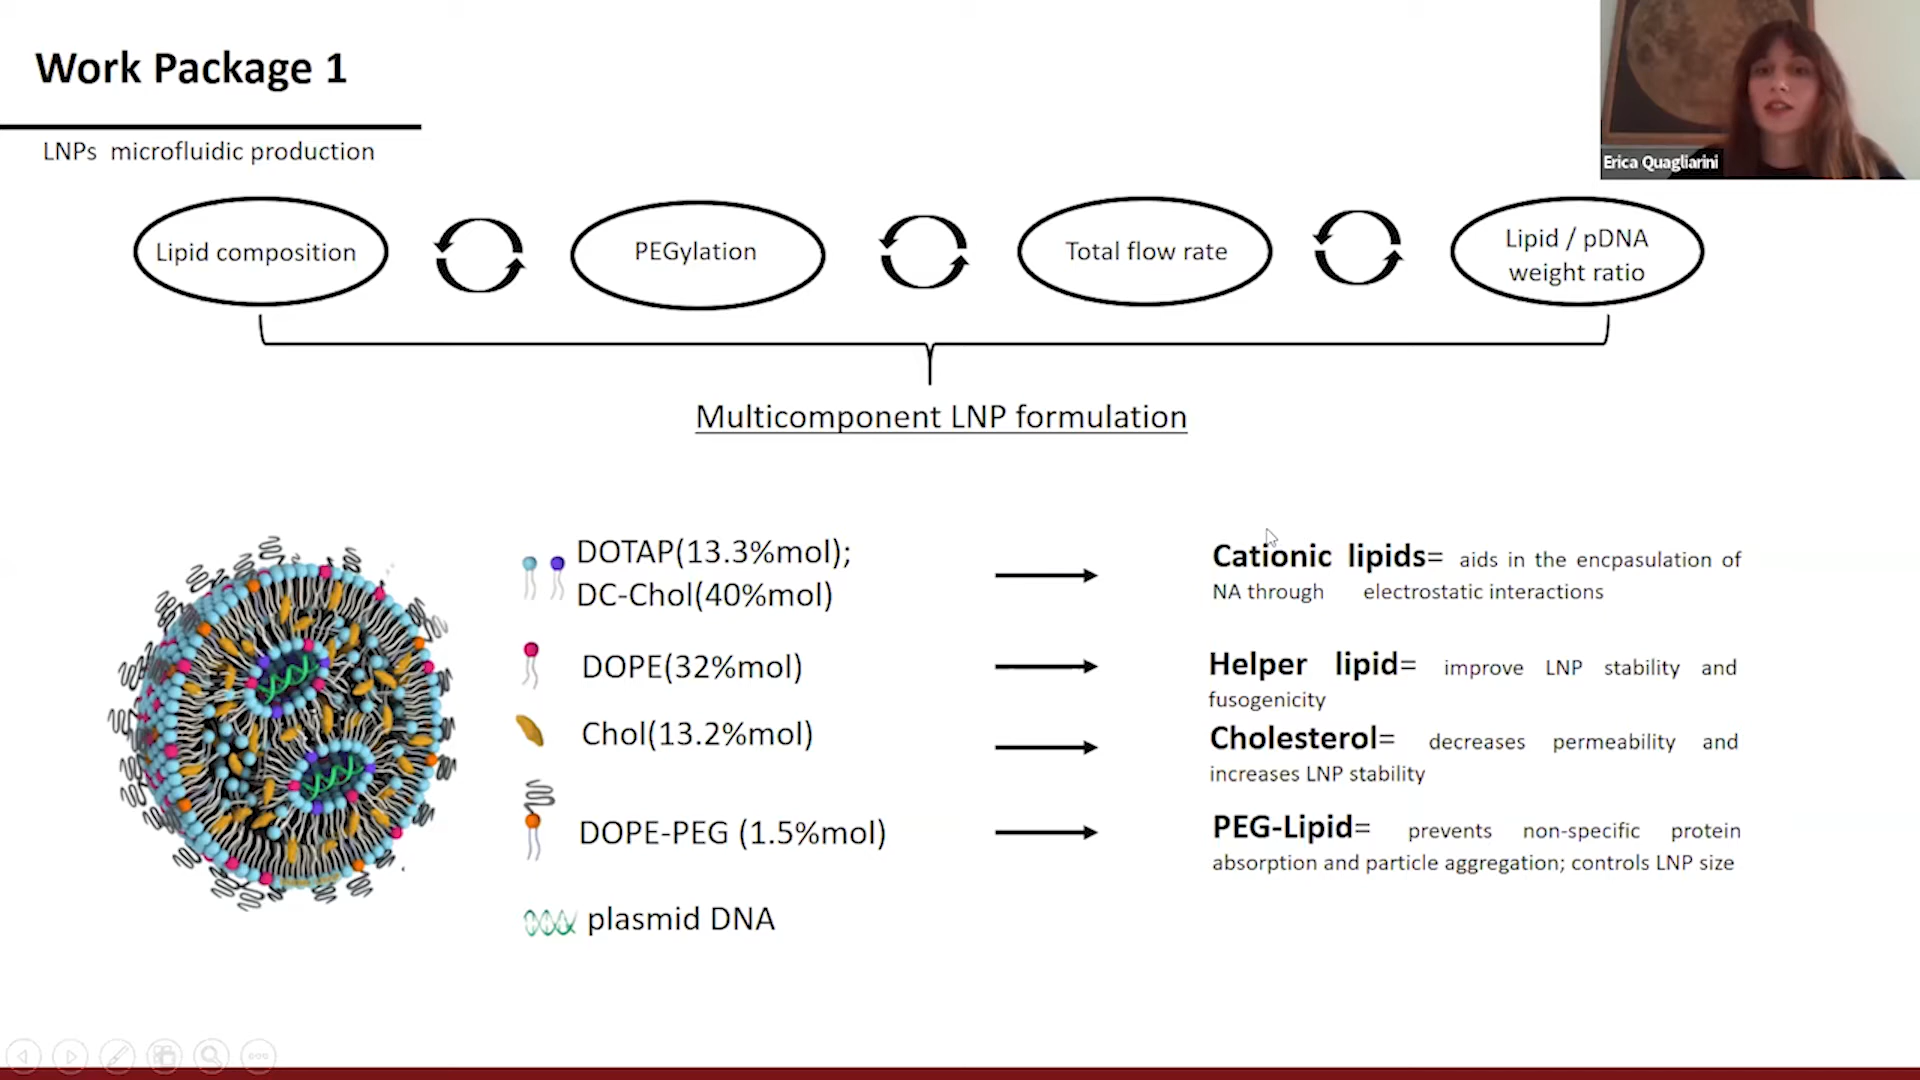 Work Package 1
LNPs microfluidic production
Erica Quagliarini
Lipid composition
PEGylation
Total flow rate
Lipid / pDNA
weight ratio
Multicomponent LNP formulation
DOTAP(13.3%mol);
DC-Chol(40%mol)
Cationic lipids= aids in the encpasulation of
NA through electrostatic interactions
DOPE(32%mol)
Helper lipid= improve LNP stability and
fusogenicity
Chol(13.2%mol)
Cholesterol= decreases permeability and
increases LNP stability
DOPE-PEG (1.5%mol)
PEG-Lipid= prevents non-specific protein
absorption and particle aggregation; controls LNP size
plasmid DNA